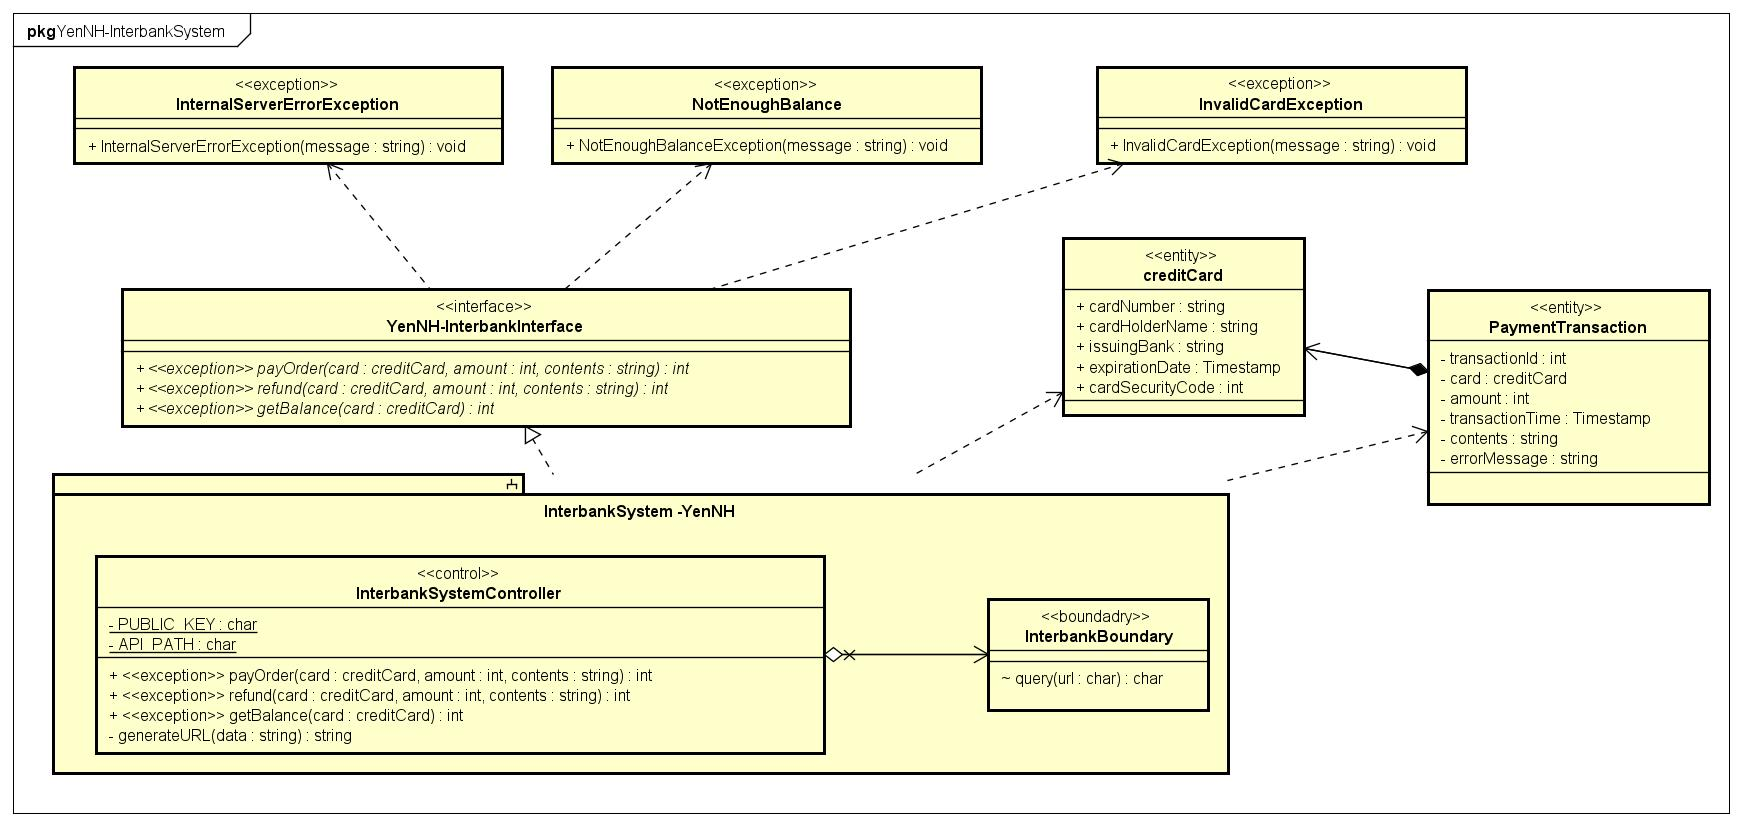 pkg YenNH-InterbankSystem
<<exception>>
InternalServerErrorException
+ InternalServerErrorException(message : string) : void
<<exception>>
NotEnoughBalance
+ NotEnoughBalanceException(message : string) : void
<<exception>>
InvalidCardException
+ InvalidCardException(message : string) : void
<<interface>>
YenNH-InterbankInterface
+ <<exception>> payOrder(card : creditCard, amount : int, contents : string) : int
+ <<exception>> refund(card : creditCard, amount : int, contents : string) : int
+ <<exception>> getBalance(card : creditCard) : int
<<entity>>
creditCard
+ cardNumber : string
+ cardHolderName : string
+ issuingBank : string
+ expirationDate : Timestamp
+ cardSecurityCode : int
<<entity>>
PaymentTransaction
- transactionId : int
- card : creditCard
- amount : int
- transactionTime : Timestamp
- contents : string
- errorMessage : string
InterbankSystem -YenNH
<<control>>
InterbankSystemController
- PUBLIC_KEY : char
- API_PATH : char
+ <<exception>> payOrder(card : creditCard, amount : int, contents : string) : int
+ <<exception>> refund(card : creditCard, amount : int, contents : string) : int
+ <<exception>> getBalance(card : creditCard) : int
- generateURL(data : string) : string
<<boundadry>>
InterbankBoundary
~ query(url : char) : char